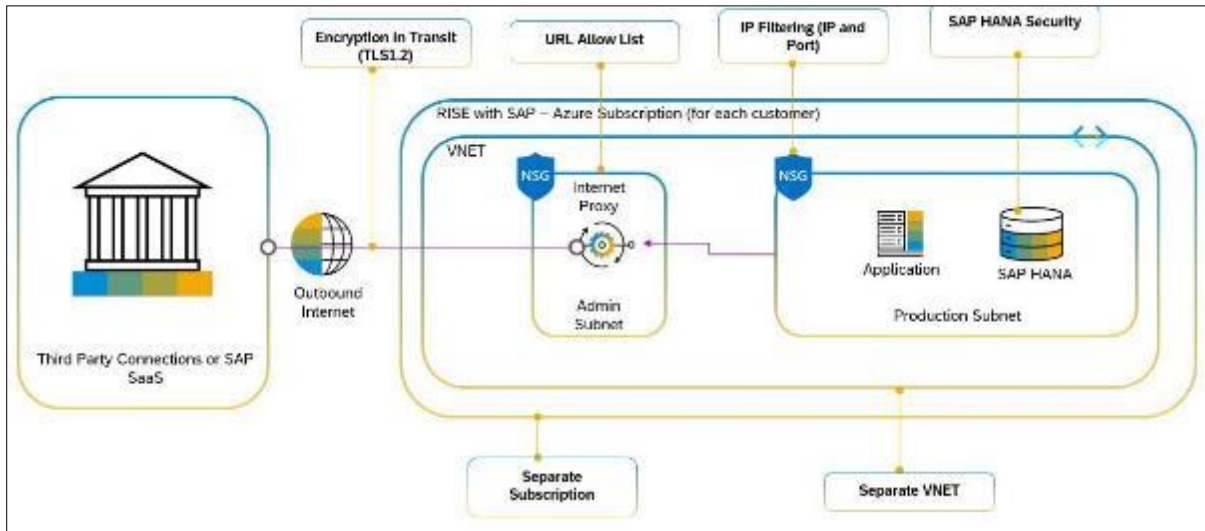 Encryption in Transit
(TLS1.2)
URL Allow List
IP Filtering (IP and
Port)
SAP HANA Security
RISE with SAP – Azure Subscription (for each customer)
VNET
NSG
Internet
Proxy
NSG
Application
SAP HANA
Outbound
Internet
Admin
Subnet
Production Subnet
Third Party Connections or SAP
SaaS
Separate
Subscription
Separate VNET